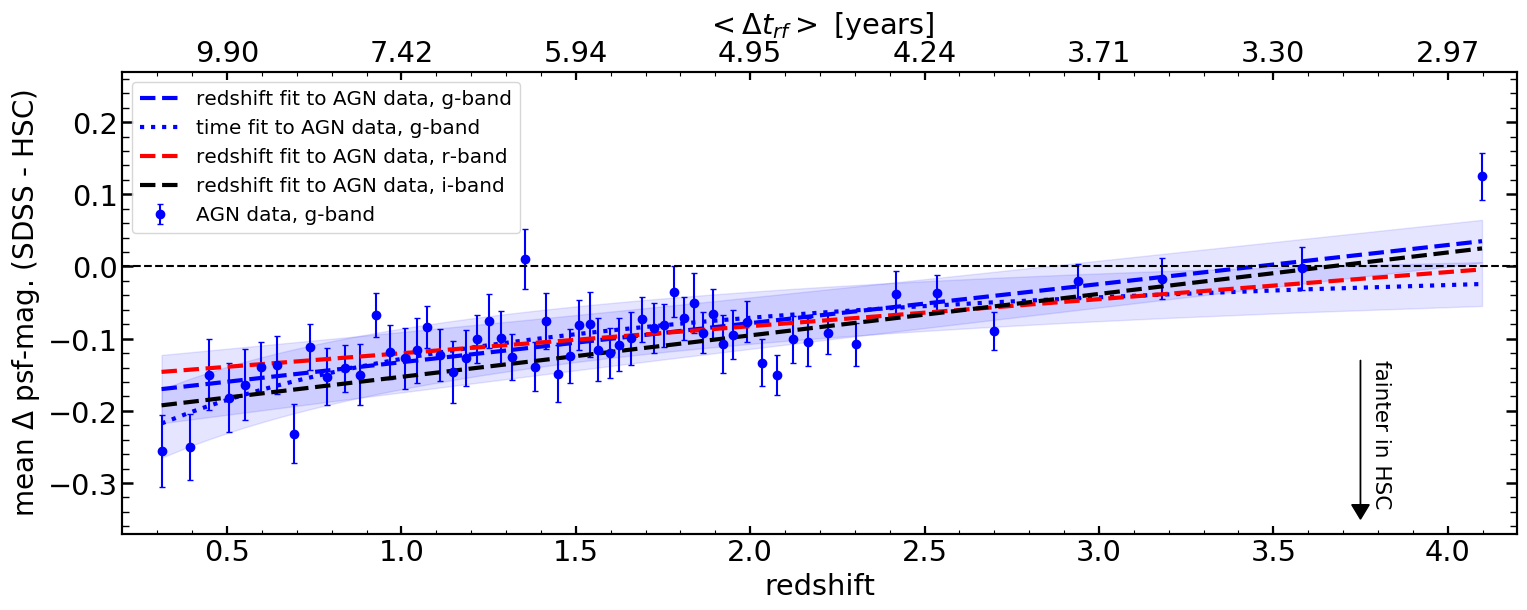 < Δt_rf > [years]
9.90 7.42 5.94 4.95 4.24 3.71 3.30 2.97
redshift fit to AGN data, g-band
time fit to AGN data, g-band
redshift fit to AGN data, r-band
redshift fit to AGN data, i-band
AGN data, g-band
mean Δ psf-mag. (SDSS - HSC)
0.2
0.1
0.0
−0.1
−0.2
−0.3
fainter in HSC
0.5 1.0 1.5 2.0 2.5 3.0 3.5 4.0
redshift